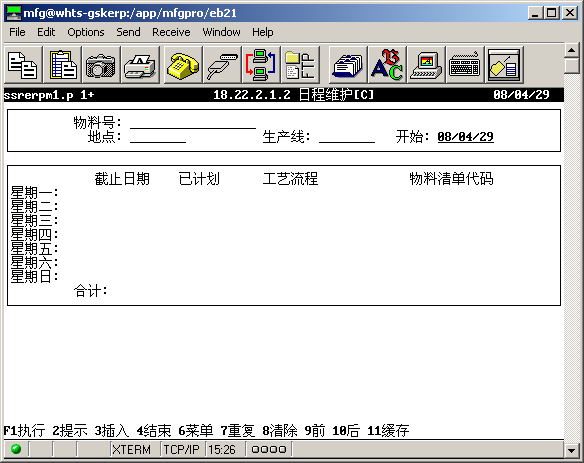 mfg@whts-gskerp:/app/mfgpro/eb21
File Edit Options Send Receive Window Help
ssrerpm1.p 1+ 18.22.2.1.2 日程维护[C] 08/04/29
物料号:
地点: 生产线: 开始: 08/04/29
截止日期 已计划 工艺流程 物料清单代码
星期一:
星期二:
星期三:
星期四:
星期五:
星期六:
星期日:
合计:
F1执行 2提示 3插入 4结束 6菜单 7重复 8清除 9前 10后 11缓存
XTERM TCP/IP 15:26